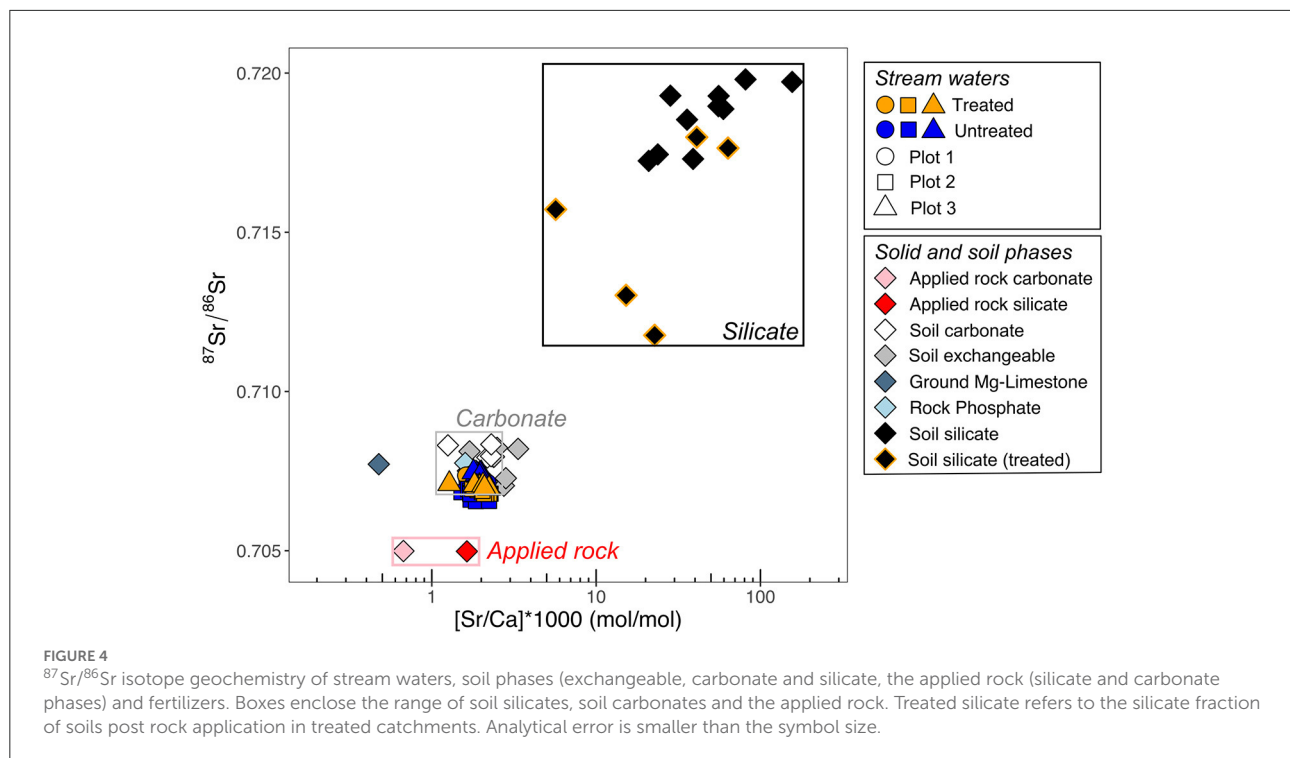 0.720
0.715
0.710
0.705
87Sr/86Sr
Silicate
Carbonate
Applied rock
1
10
100
[Sr/Ca]*1000 (mol/mol)
Stream waters
Treated
Untreated
Plot 1
Plot 2
Plot 3
Solid and soil phases
Applied rock carbonate
Applied rock silicate
Soil carbonate
Soil exchangeable
Ground Mg-Limestone
Rock Phosphate
Soil silicate
Soil silicate (treated)
FIGURE 4
87Sr/86Sr isotope geochemistry of stream waters, soil phases (exchangeable, carbonate and silicate, the applied rock (silicate and carbonate
phases) and fertilizers. Boxes enclose the range of soil silicates, soil carbonates and the applied rock. Treated silicate refers to the silicate fraction
of soils post rock application in treated catchments. Analytical error is smaller than the symbol size.